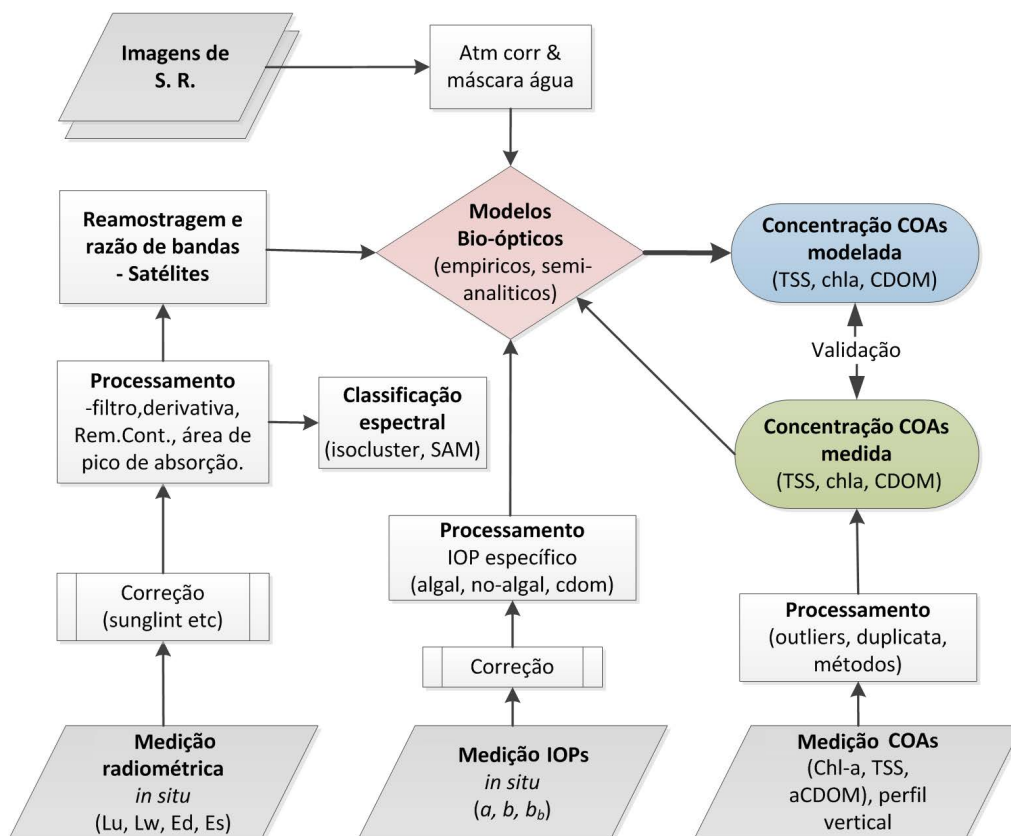 Imagens de
S. R.
Atm corr &
máscara água
Reamostragem e
razão de bandas
- Satélites
Modelos
Bio-ópticos
(empiricos, semi-
analiticos)
Concentração COAs
modelada
(TSS, chla, CDOM)
Validação
Processamento
-filtro,derivativa,
Rem.Cont., área de
pico de absorção.
Classificação
espectral
(isocluster, SAM)
Concentração COAs
medida
(TSS, chla, CDOM)
Processamento
IOP específico
(algal, no-algal, cdom)
Correção
(sunglint etc)
Correção
Processamento
(outliers, duplicata,
métodos)
Medição
radiométrica
in situ
(Lu, Lw, Ed, Es)
Medição IOPs
in situ
(a, b, bb)
Medição COAs
(Chl-a, TSS,
aCDOM), perfil
vertical